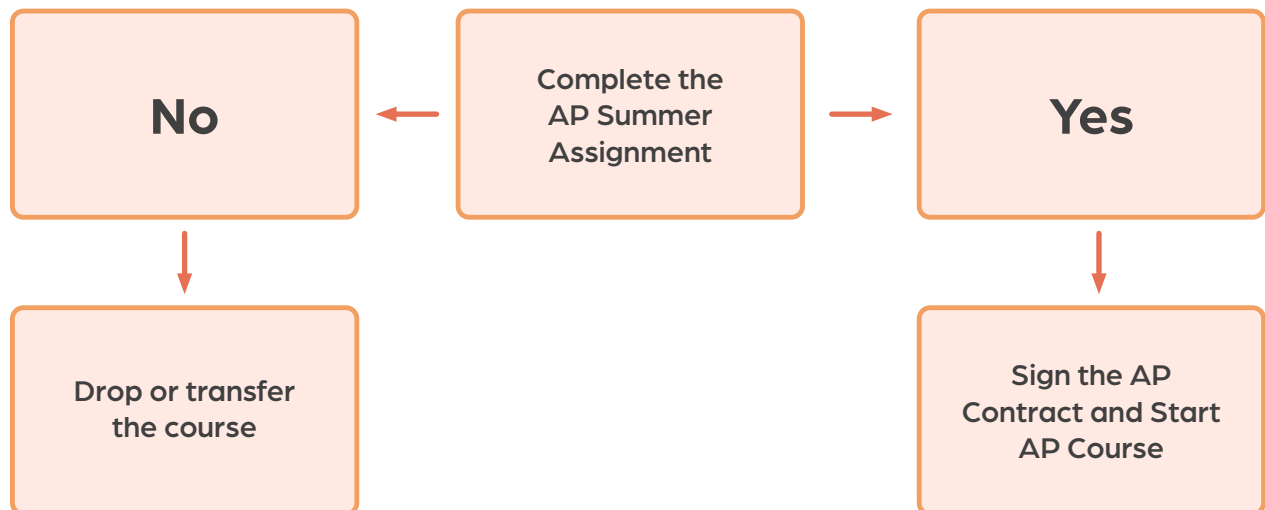 No
Complete the
AP Summer
Assignment
Yes
Drop or transfer
the course
Sign the AP
Contract and Start
AP Course